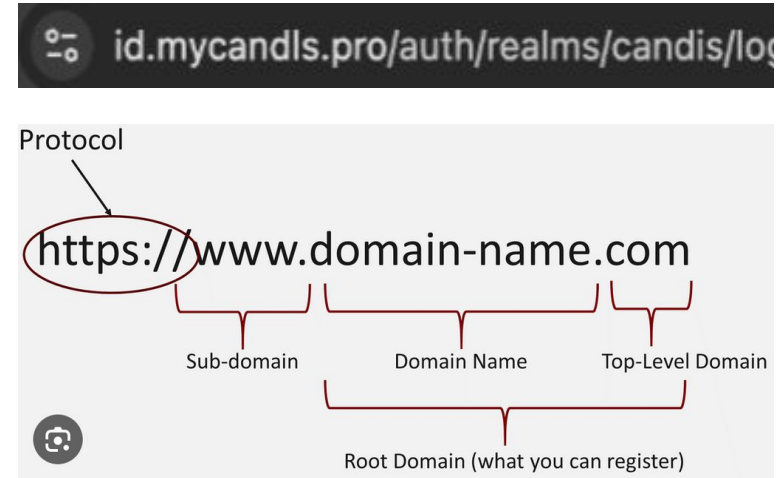 id.mycandls.pro/auth/realms/candis/log
Protocol
https://www.domain-name.com
Sub-domain Domain Name Top-Level Domain
Root Domain (what you can register)